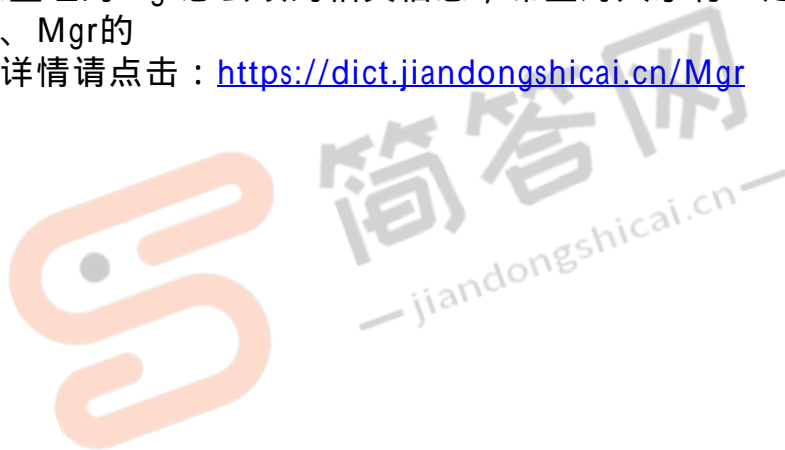 、Mgr的
详情请点击：https://dict.jiandongshicai.cn/Mgr
简答网
jiandongshicai.cn